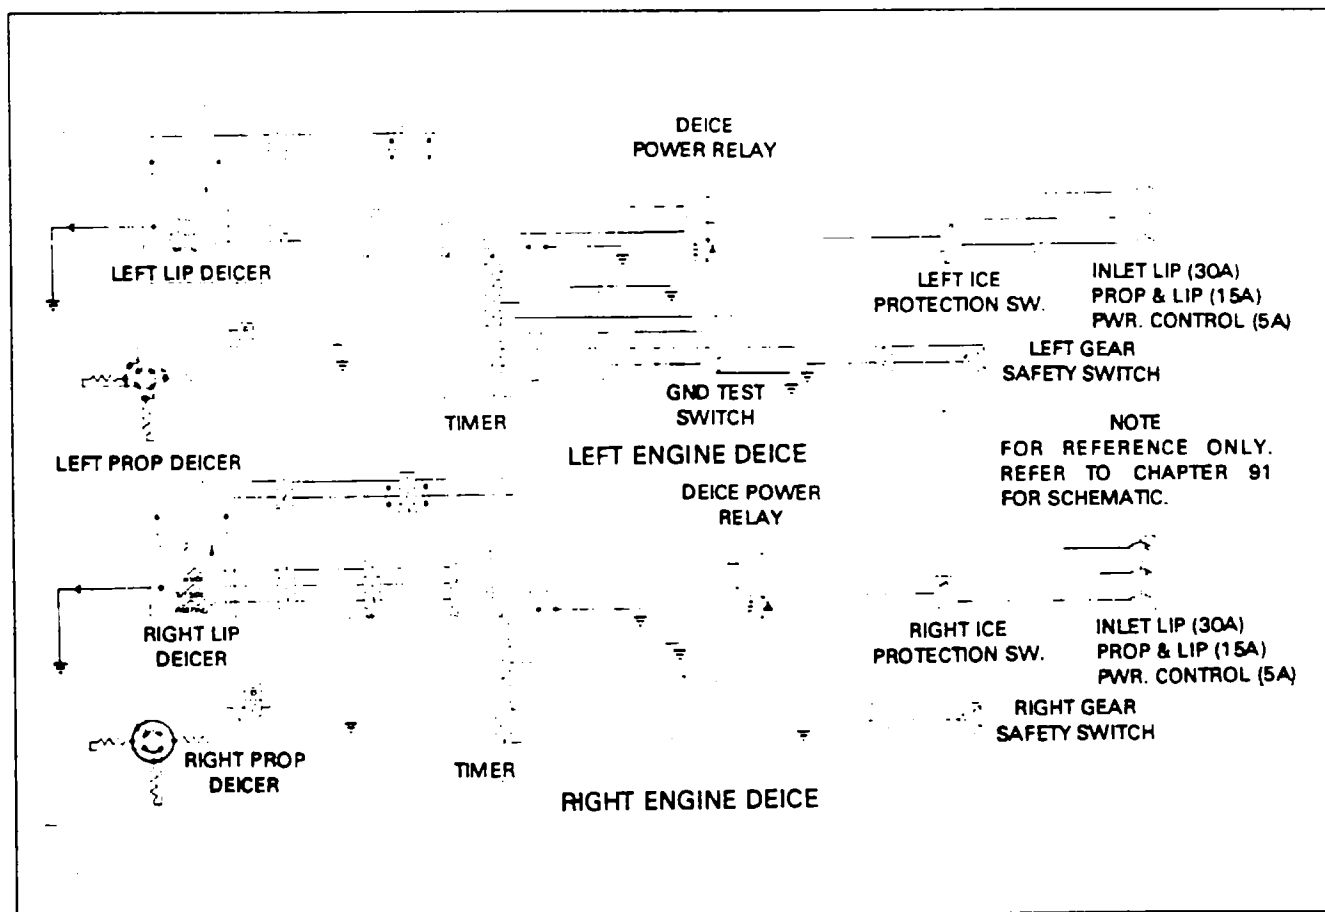 DEICE
POWER RELAY
LEFT LIP DEICER
LEFT ICE
PROTECTION SW.
INLET LIP (30A)
PROP & LIP (15A)
PWR. CONTROL (5A)
LEFT GEAR
SAFETY SWITCH
GND TEST
SWITCH
TIMER
LEFT PROP DEICER
LEFT ENGINE DEICE
NOTE
FOR REFERENCE ONLY.
REFER TO CHAPTER 91
FOR SCHEMATIC.
DEICE POWER
RELAY
RIGHT LIP
DEICER
RIGHT ICE
PROTECTION SW.
INLET LIP (30A)
PROP & LIP (15A)
PWR. CONTROL (5A)
RIGHT GEAR
SAFETY SWITCH
RIGHT PROP
DEICER
TIMER
RIGHT ENGINE DEICE